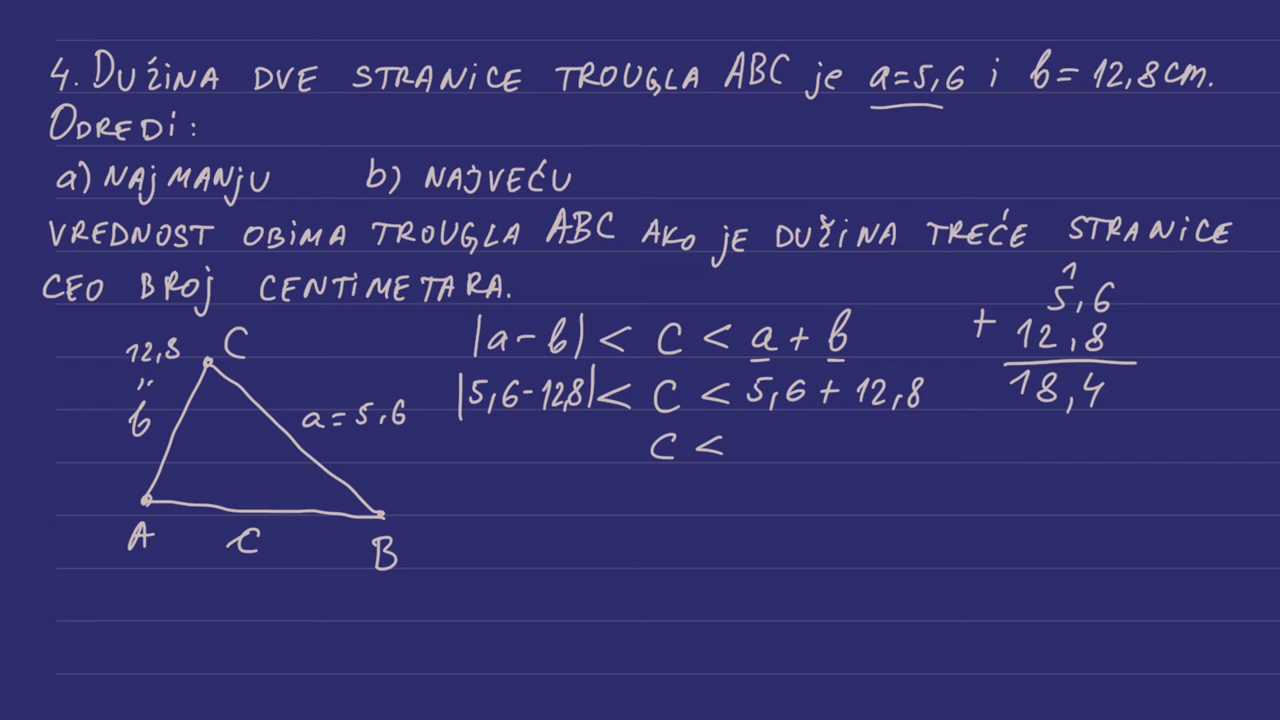 4. DUŽINA DVE STRANICE TROUGLA ABC je a=5,6 i b=12,8cm.
ODREDi:
a) NAjMANjU b) NAJVEĆU
VREDNOST OBiMA TROUGLA ABC AKO jE DUŽiNA TREĆE STRANiCE
CEO BROj CENTiMETARA.
|a-b| < C < a + b
|5,6-12,8| < C < 5,6 + 12,8
C <
1
5,6
+ 12,8
18,4
12,8
"
b
C
a=5,6
A
c
B